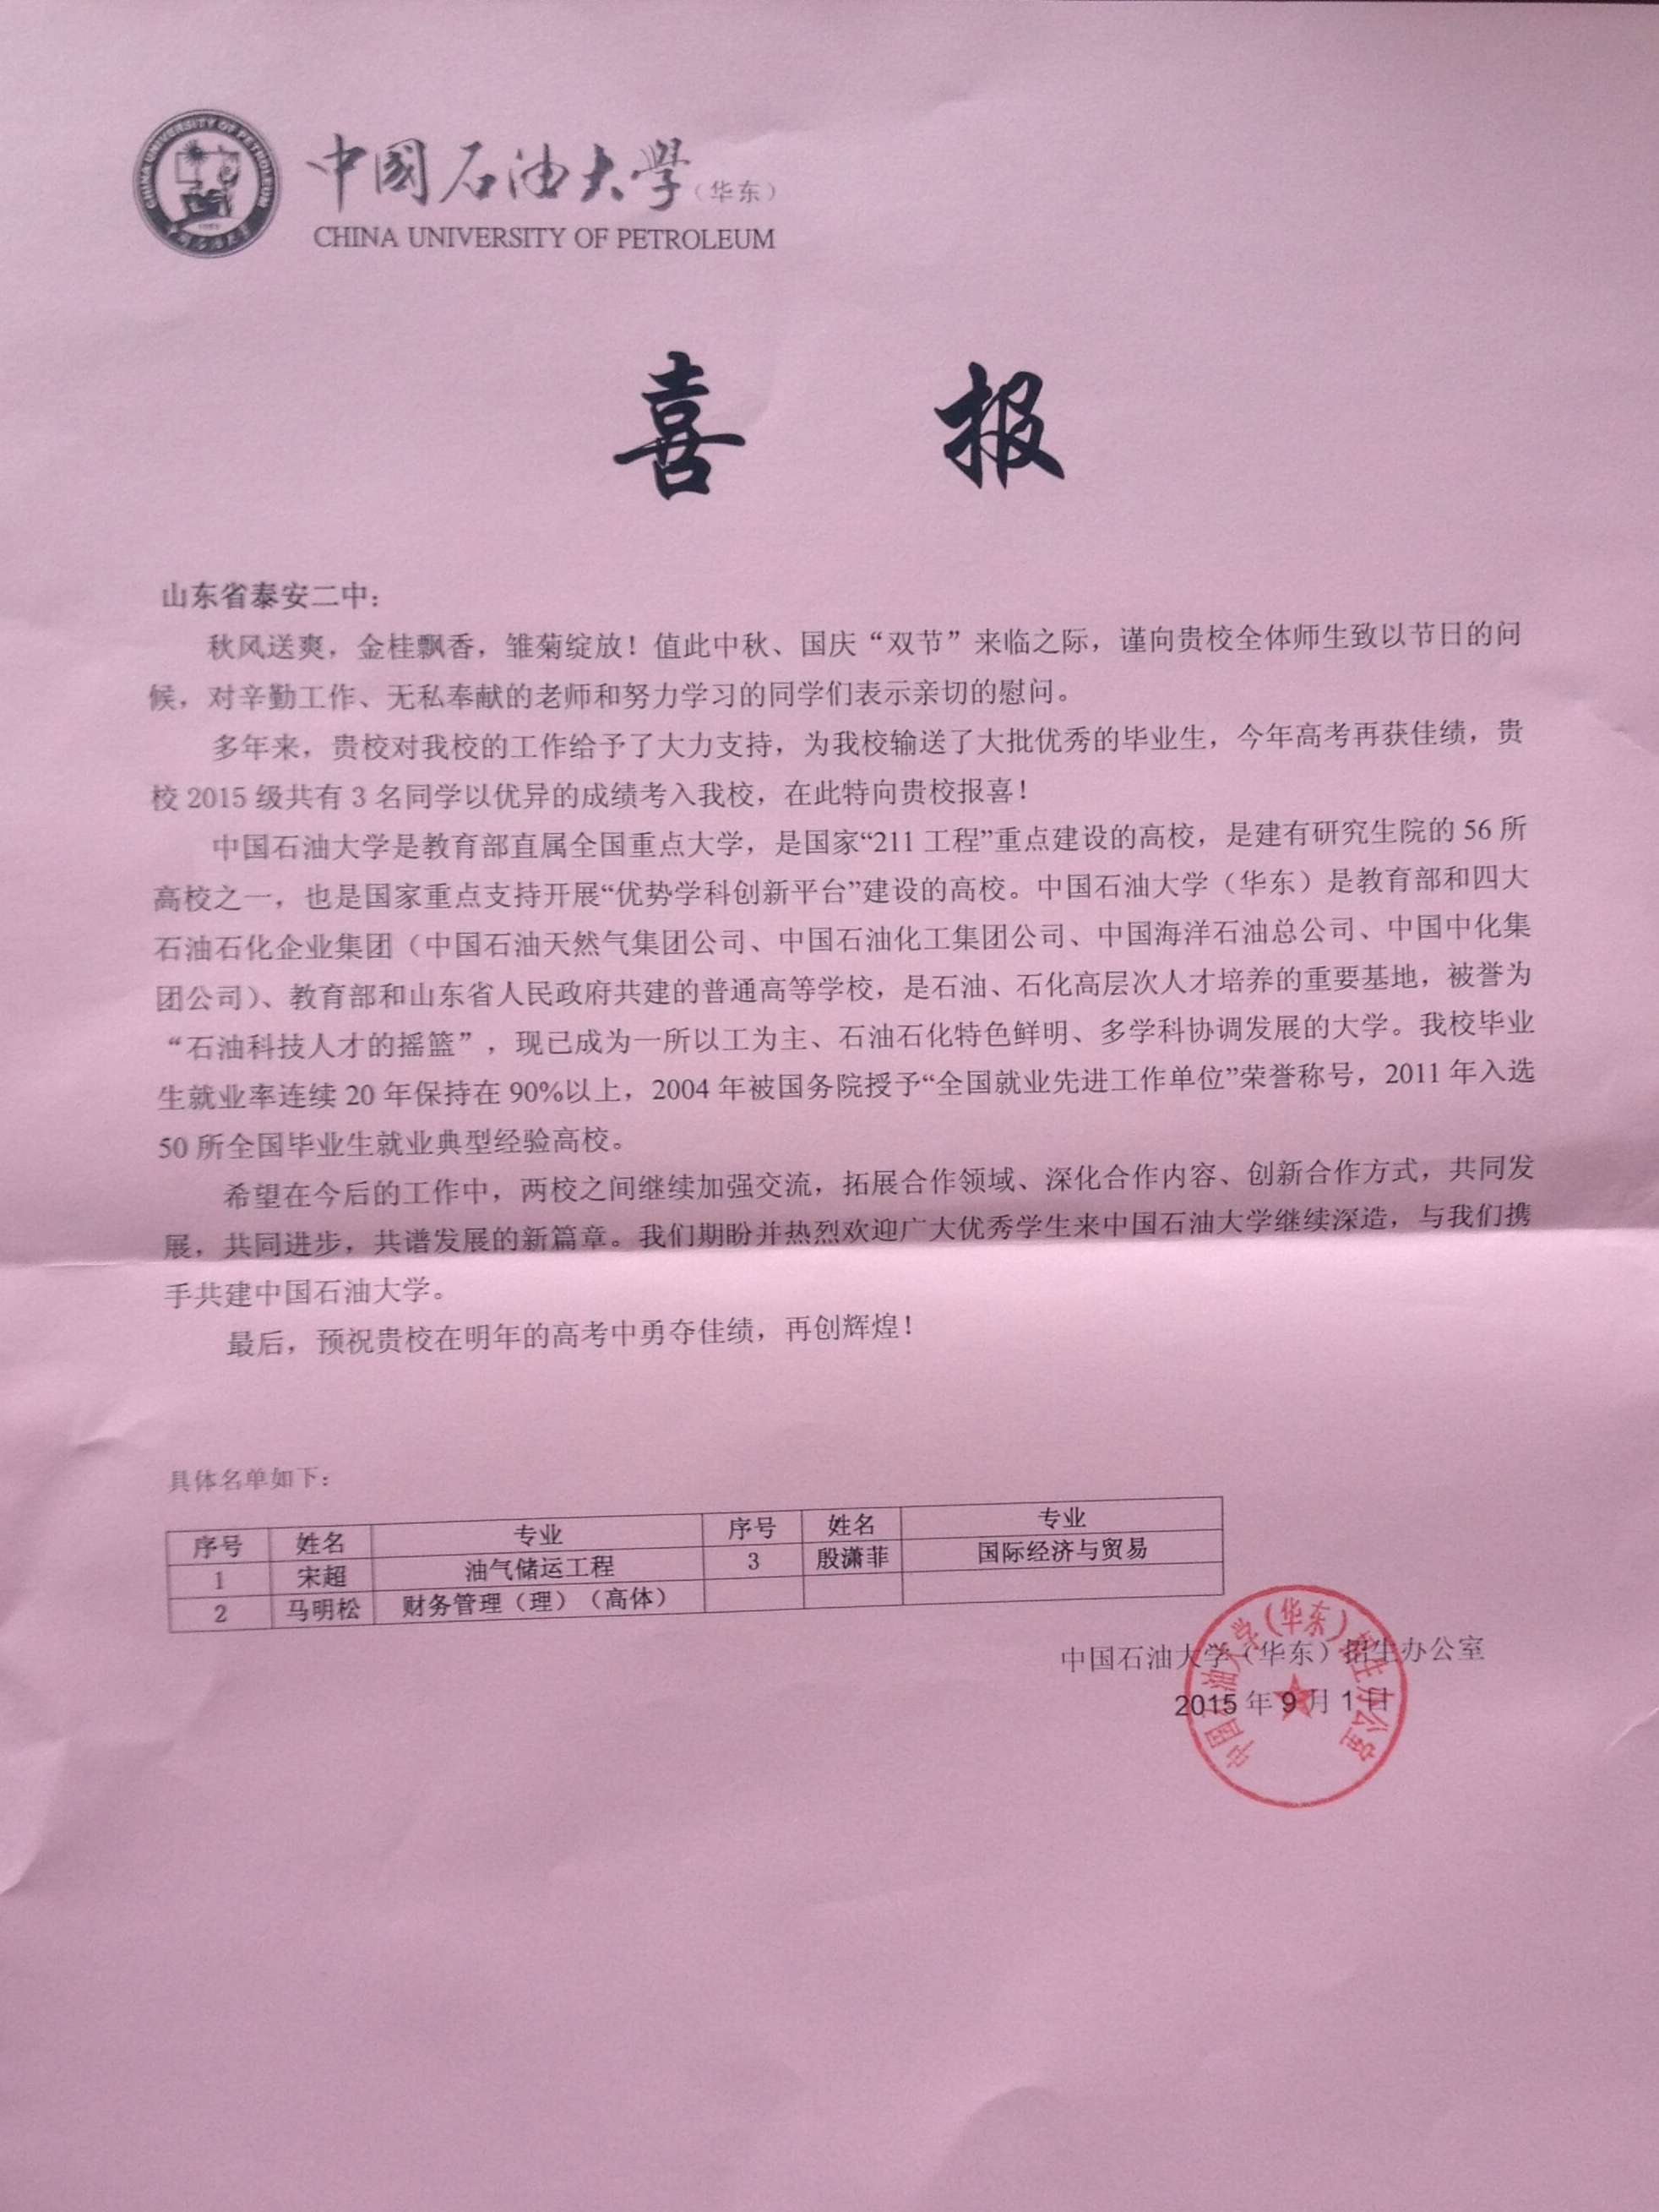 CHINA UNIVERSITY OF PETROLEUM
中国石油大学
中國石油大學（华东）
CHINA UNIVERSITY OF PETROLEUM
喜 报
山东省泰安二中：
秋风送爽，金桂飘香，雏菊绽放！值此中秋、国庆“双节”来临之际，谨向贵校全体师生致以节日的问
候，对辛勤工作、无私奉献的老师和努力学习的同学们表示亲切的慰问。
多年来，贵校对我校的工作给予了大力支持，为我校输送了大批优秀的毕业生，今年高考再获佳绩，贵
校 2015 级共有 3 名同学以优异的成绩考入我校，在此特向贵校报喜！
中国石油大学是教育部直属全国重点大学，是国家“211 工程”重点建设的高校，是建有研究生院的 56 所
高校之一，也是国家重点支持开展“优势学科创新平台”建设的高校。中国石油大学（华东）是教育部和四大
石油石化企业集团（中国石油天然气集团公司、中国石油化工集团公司、中国海洋石油总公司、中国中化集
团公司）、教育部和山东省人民政府共建的普通高等学校，是石油、石化高层次人才培养的重要基地，被誉为
“石油科技人才的摇篮”，现已成为一所以工为主、石油石化特色鲜明、多学科协调发展的大学。我校毕业
生就业率连续 20 年保持在 90%以上，2004 年被国务院授予“全国就业先进工作单位”荣誉称号，2011 年入选
50 所全国毕业生就业典型经验高校。
希望在今后的工作中，两校之间继续加强交流，拓展合作领域、深化合作内容、创新合作方式，共同发
展，共同进步，共谱发展的新篇章。我们期盼并热烈欢迎广大优秀学生来中国石油大学继续深造，与我们携
手共建中国石油大学。
最后，预祝贵校在明年的高考中勇夺佳绩，再创辉煌！
具体名单如下：
序号 姓名 专业 序号 姓名 专业
1 宋超 油气储运工程 3 殷潇菲 国际经济与贸易
2 马明松 财务管理（理）（高体）
中国石油大学（华东）招生办公室
2015 年 9 月 1 日
中国石油大学（华东）招生办公室